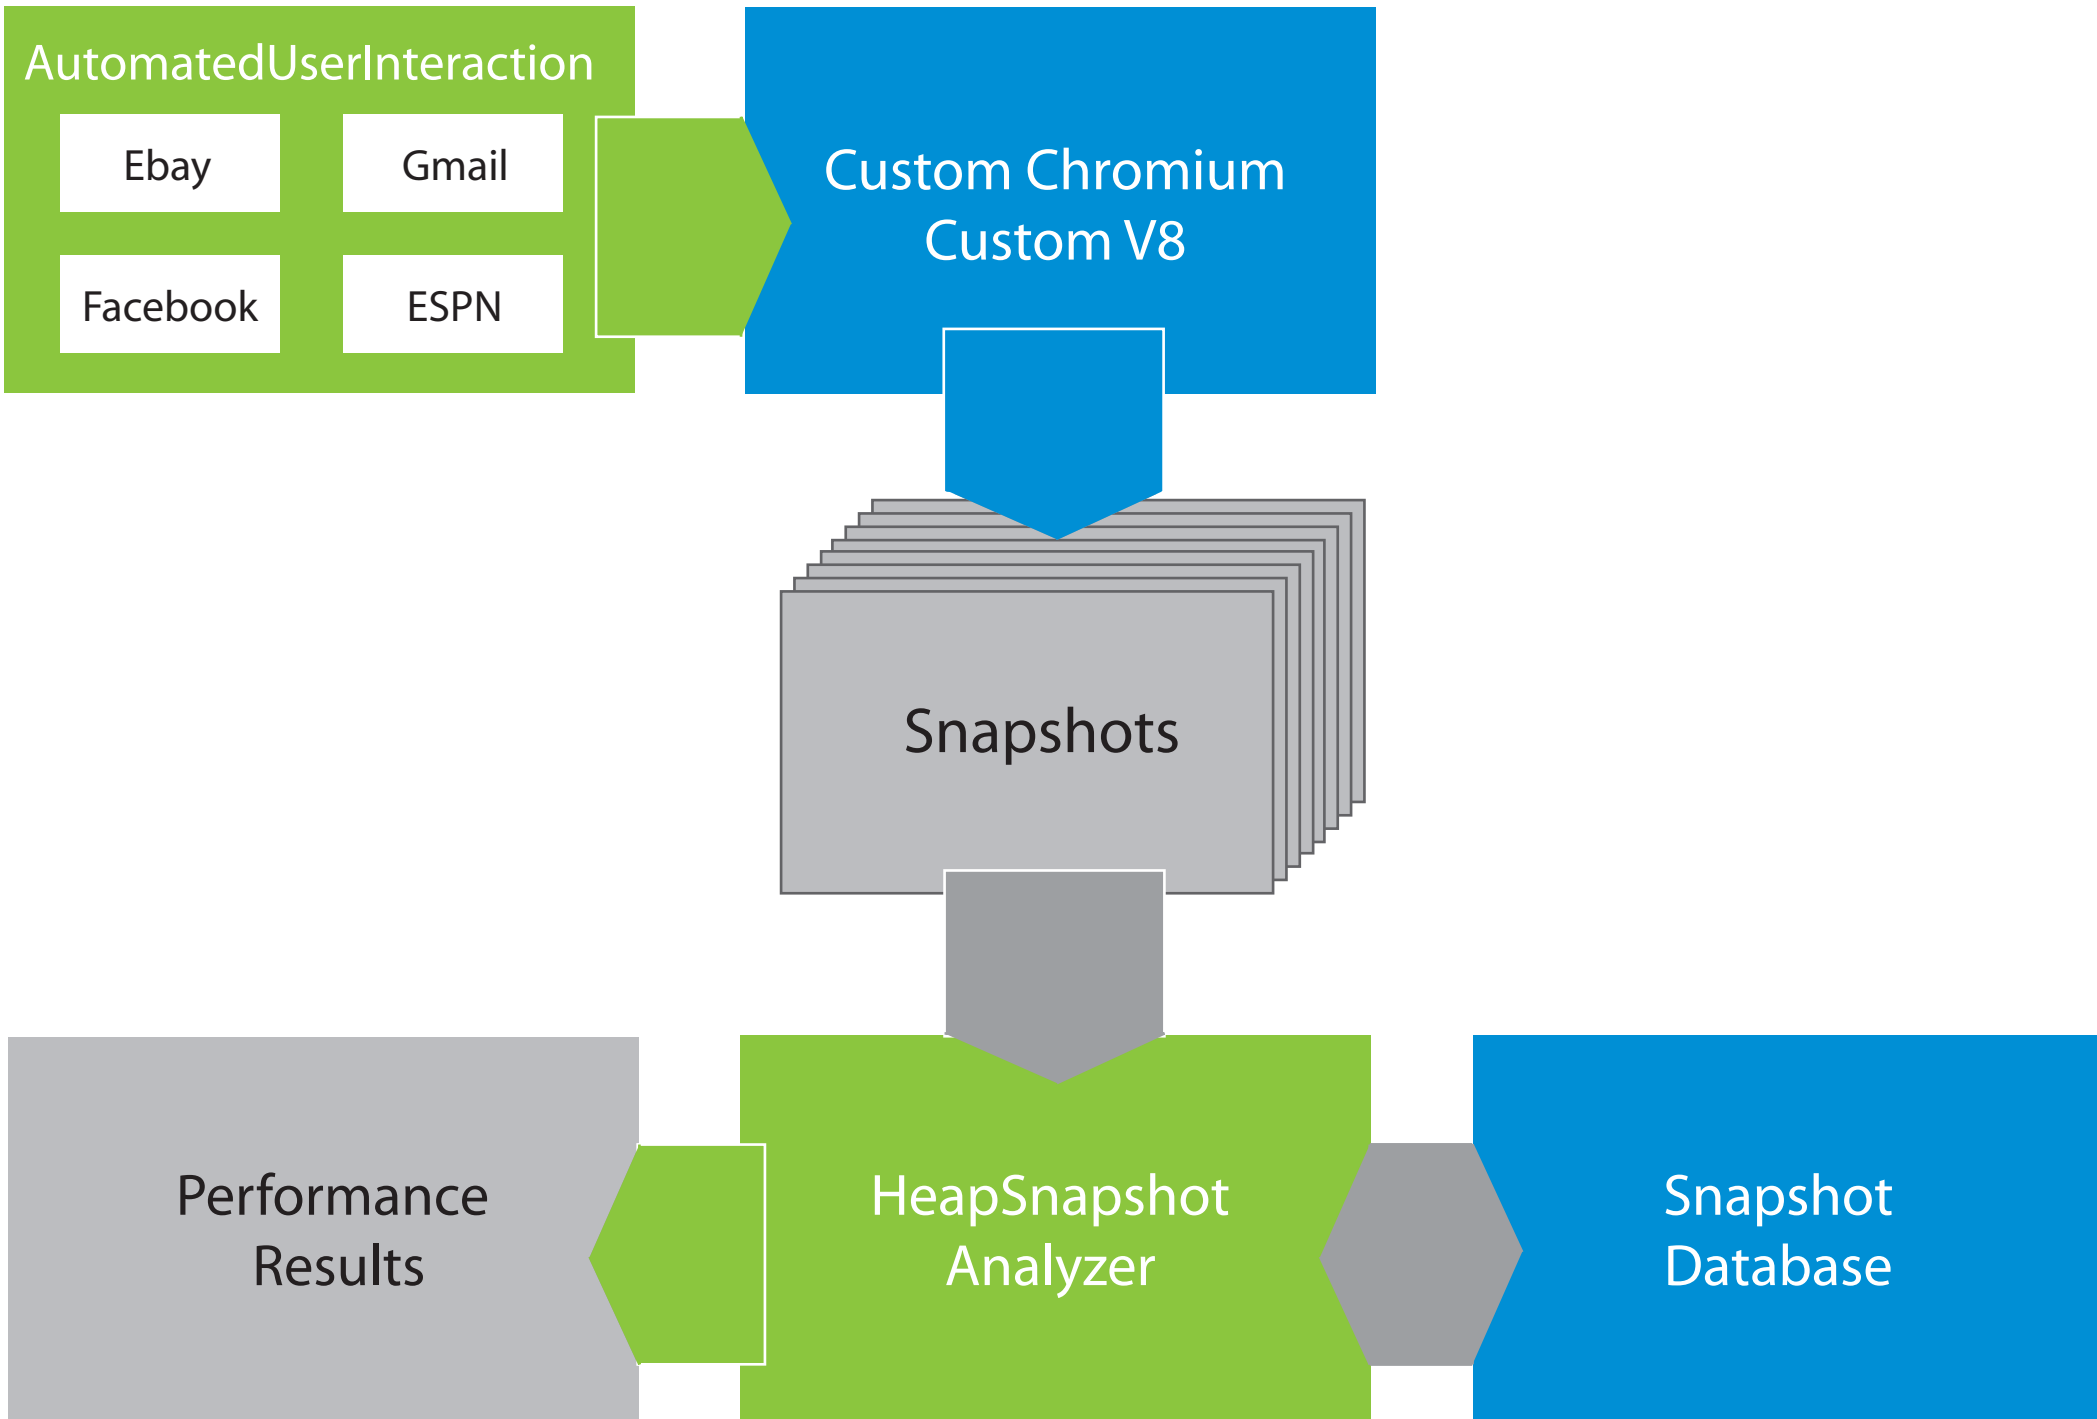 AutomatedUserInteraction
Ebay
Gmail
Facebook
ESPN
Custom Chromium
Custom V8
Snapshots
Performance
Results
HeapSnapshot
Analyzer
Snapshot
Database